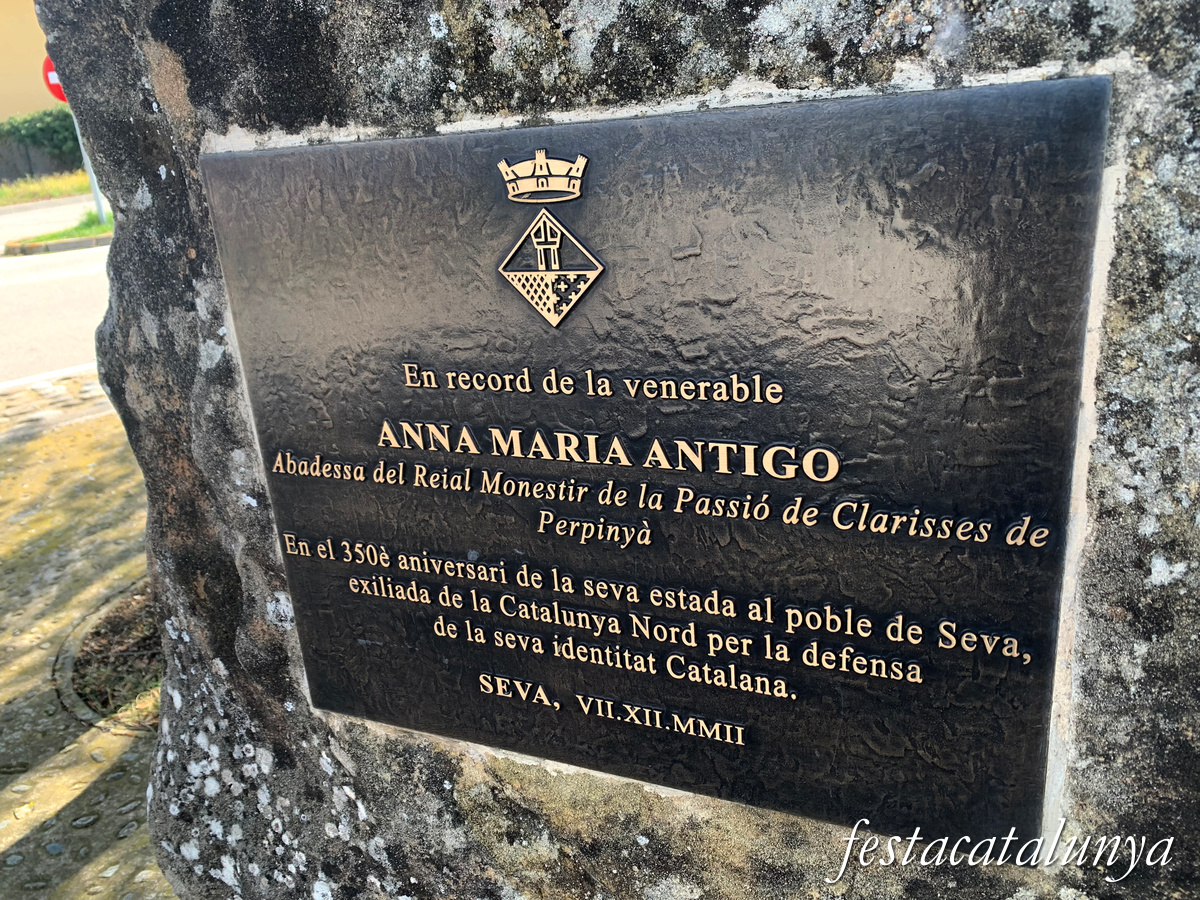 En record de la venerable
ANNA MARIA ANTIGO
Abadessa del Reial Monestir de la Passió de Clarisses de
Perpinyà
En el 350è aniversari de la seva estada al poble de Seva,
exiliada de la Catalunya Nord per la defensa
de la seva identitat Catalana.
SEVA, VII.XII.MMII
festacatalunya